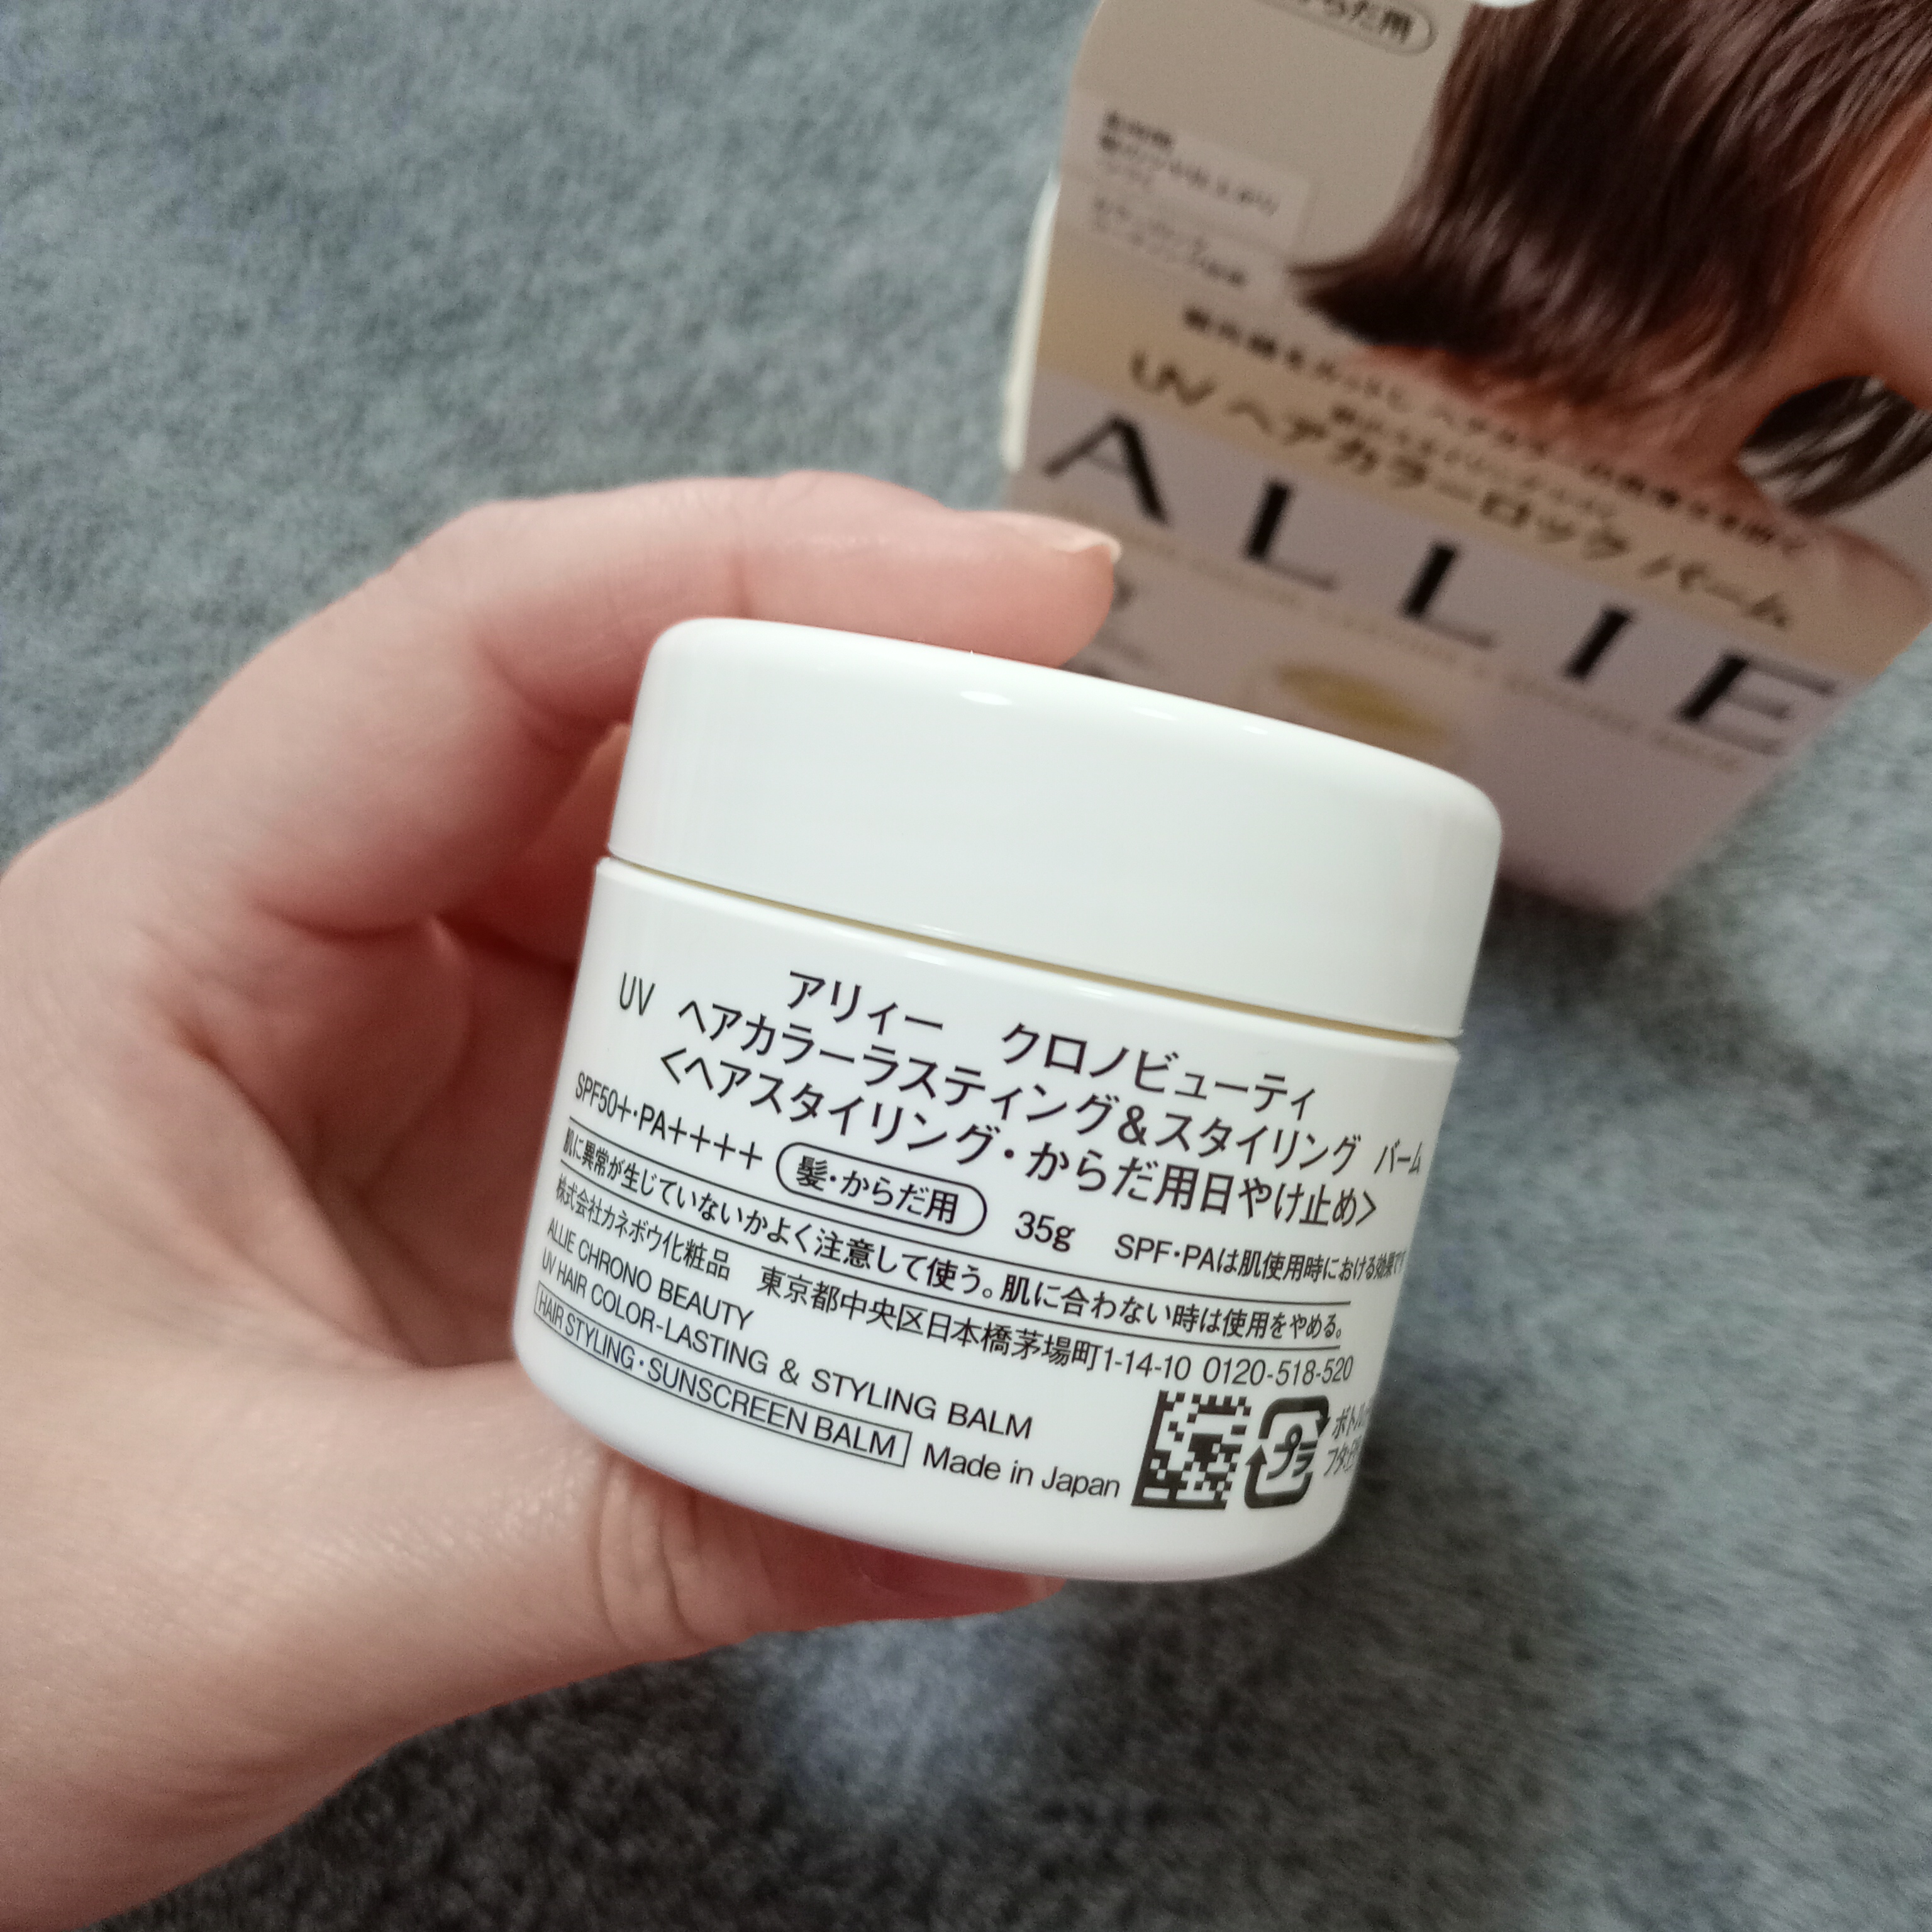 からだ用
UV ヘアカラーロック バーム
ALLIE
アリィー クロノビューティ
UV ヘアカラーラスティング&スタイリング バーム
<ヘアスタイリング・からだ用日やけ止め>
SPF50+・PA++++ 髪・からだ用 35g SPF・PAは肌使用時における効果で
肌に異常が生じていないかよく注意して使う。肌に合わない時は使用をやめる。
株式会社カネボウ化粧品 東京都中央区日本橋茅場町1-14-10 0120-518-520
ALLIE CHRONO BEAUTY
UV HAIR COLOR-LASTING & STYLING BALM
HAIR STYLING・SUNSCREEN BALM Made in Japan
プラ